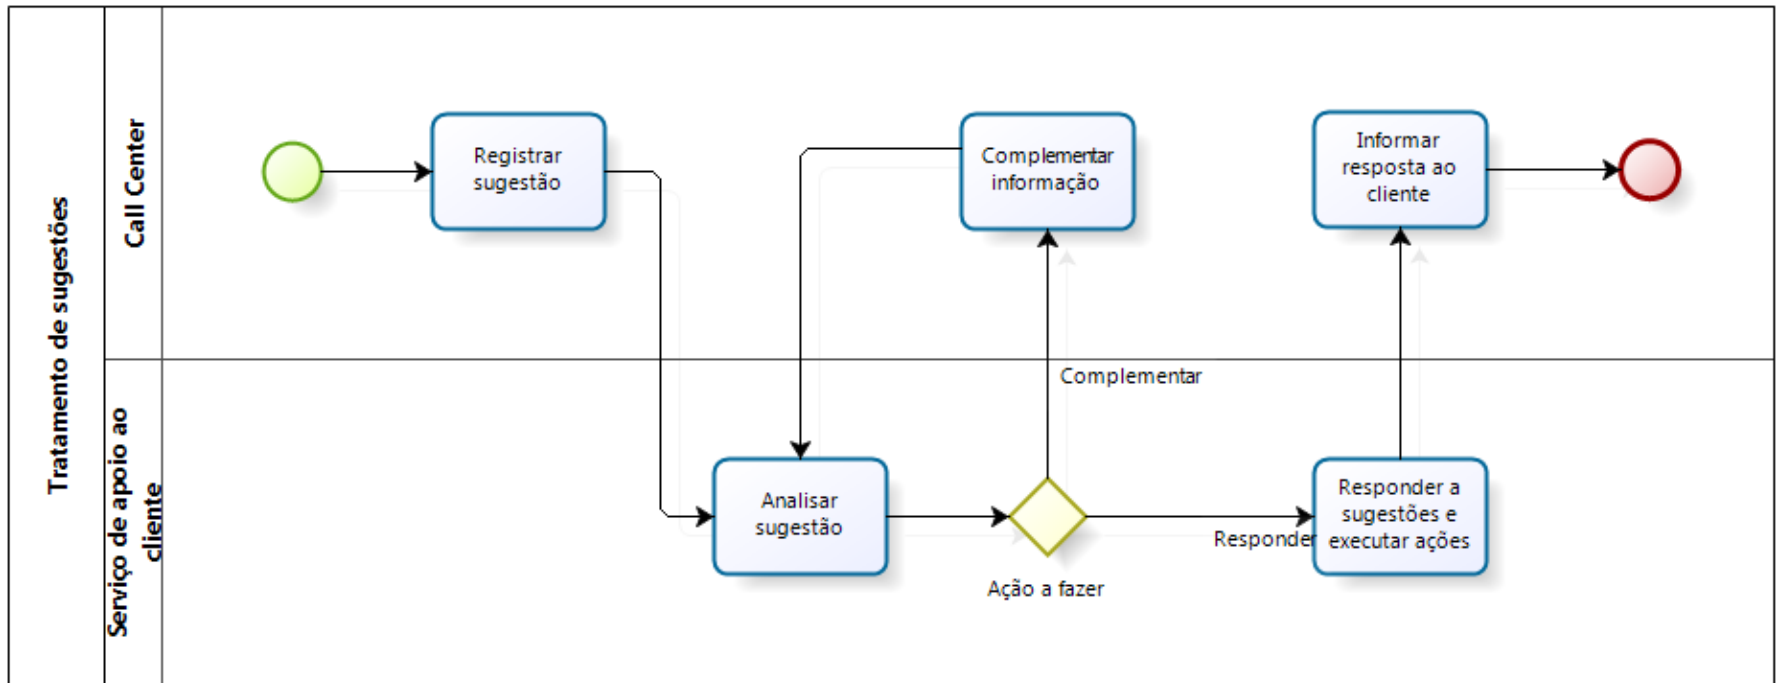 Tratamento de sugestões
Call Center
Registrar
sugestão
Complementar
informação
Informar
resposta ao
cliente
Serviço de apoio ao
cliente
Complementar
Analisar
sugestão
Ação a fazer
Responder
Responder a
sugestões e
executar ações